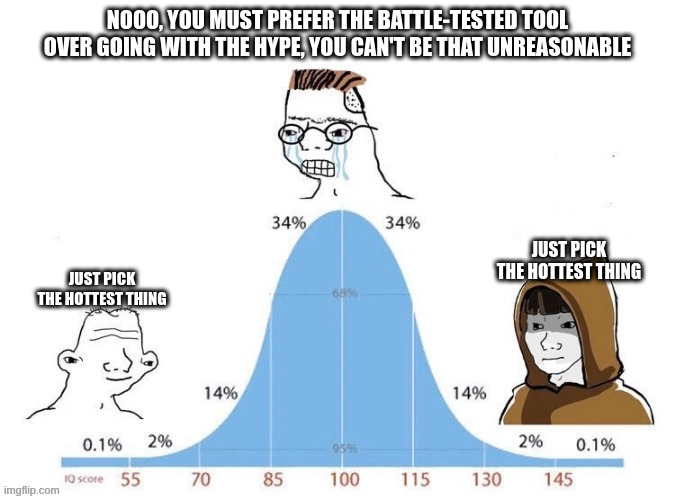 NOOO, YOU MUST PREFER THE BATTLE-TESTED TOOL
OVER GOING WITH THE HYPE, YOU CAN'T BE THAT UNREASONABLE
34% 34%
JUST PICK
THE HOTTEST THING
JUST PICK
THE HOTTEST THING
68%
14% 14%
0.1% 2% 95% 2% 0.1%
IQ score 55 70 85 100 115 130 145
imgflip.com